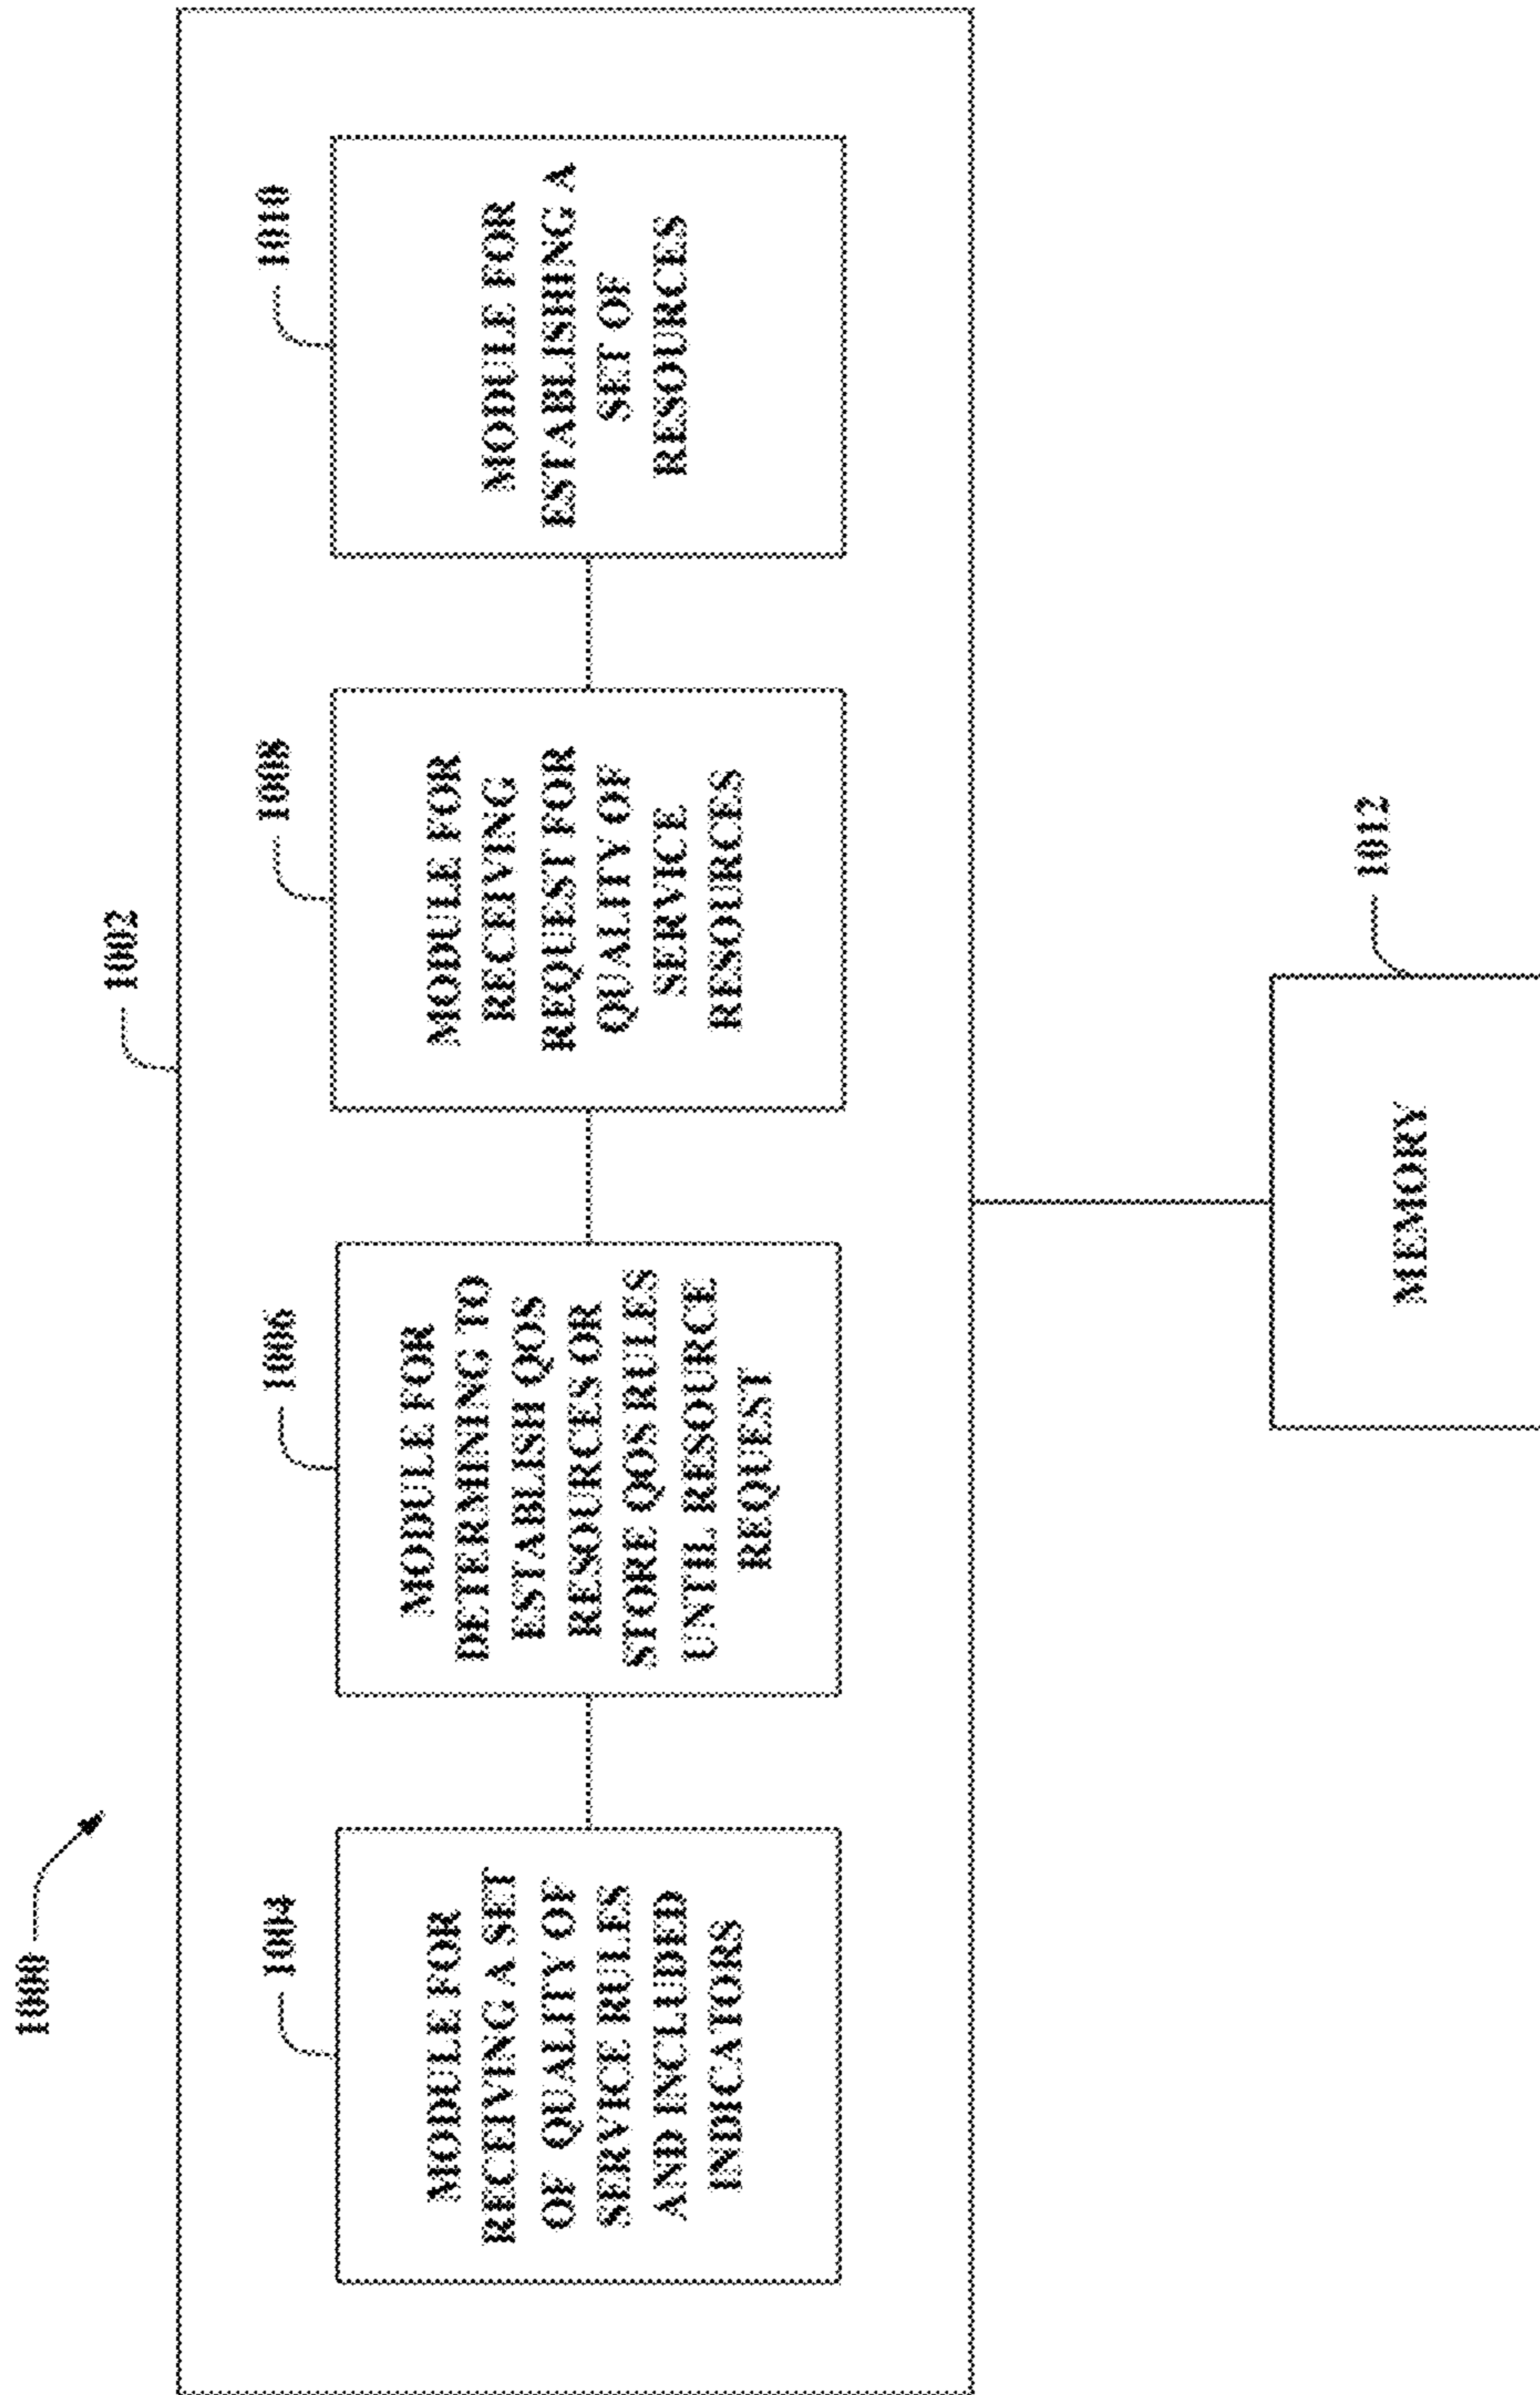 1000
1002
1004
MODULE FOR
RECEIVING A SET
OF QUALITY OF
SERVICE RULES
AND INCLUDED
INDICATORS
1006
MODULE FOR
DETERMINING TO
ESTABLISH QOS
RESOURCES OR
STORE QOS RULES
UNTIL RESOURCE
REQUEST
1008
MODULE FOR
RECEIVING
REQUEST FOR
QUALITY OF
SERVICE
RESOURCES
1010
MODULE FOR
ESTABLISHING A
SET OF
RESOURCES
1012
MEMORY